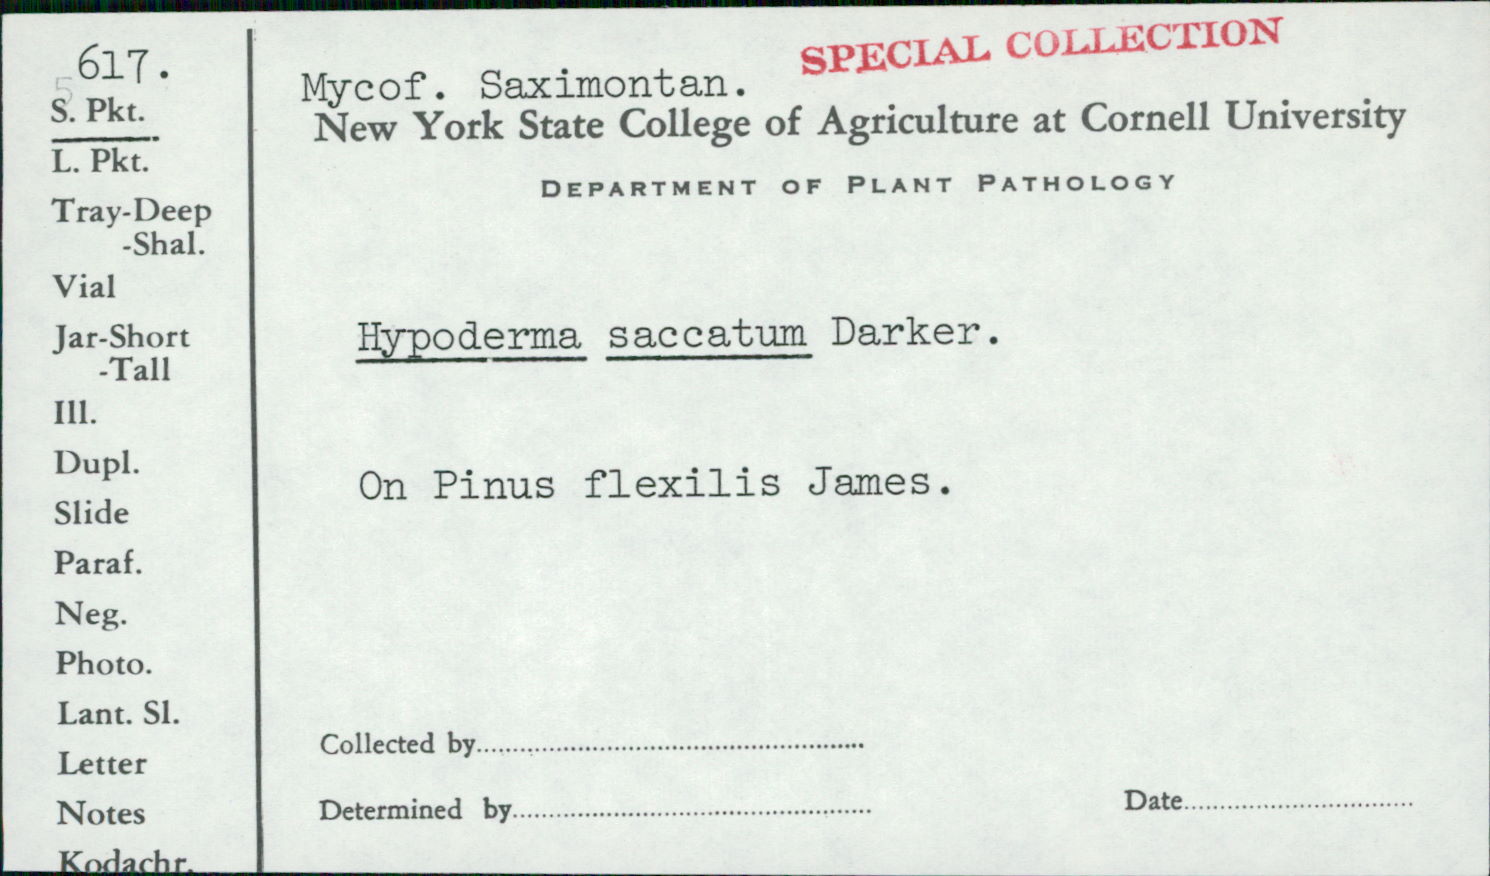 617.
5
S. Pkt.
L. Pkt.
Tray-Deep
-Shal.
Vial
Jar-Short
-Tall
Ill.
Dupl.
Slide
Paraf.
Neg.
Photo.
Lant. Sl.
Letter
Notes
Kodachr.
SPECIAL COLLECTION
Mycof. Saximontan.
New York State College of Agriculture at Cornell University
DEPARTMENT OF PLANT PATHOLOGY
Hypoderma saccatum Darker.
On Pinus flexilis James.
Collected by
Determined by
Date